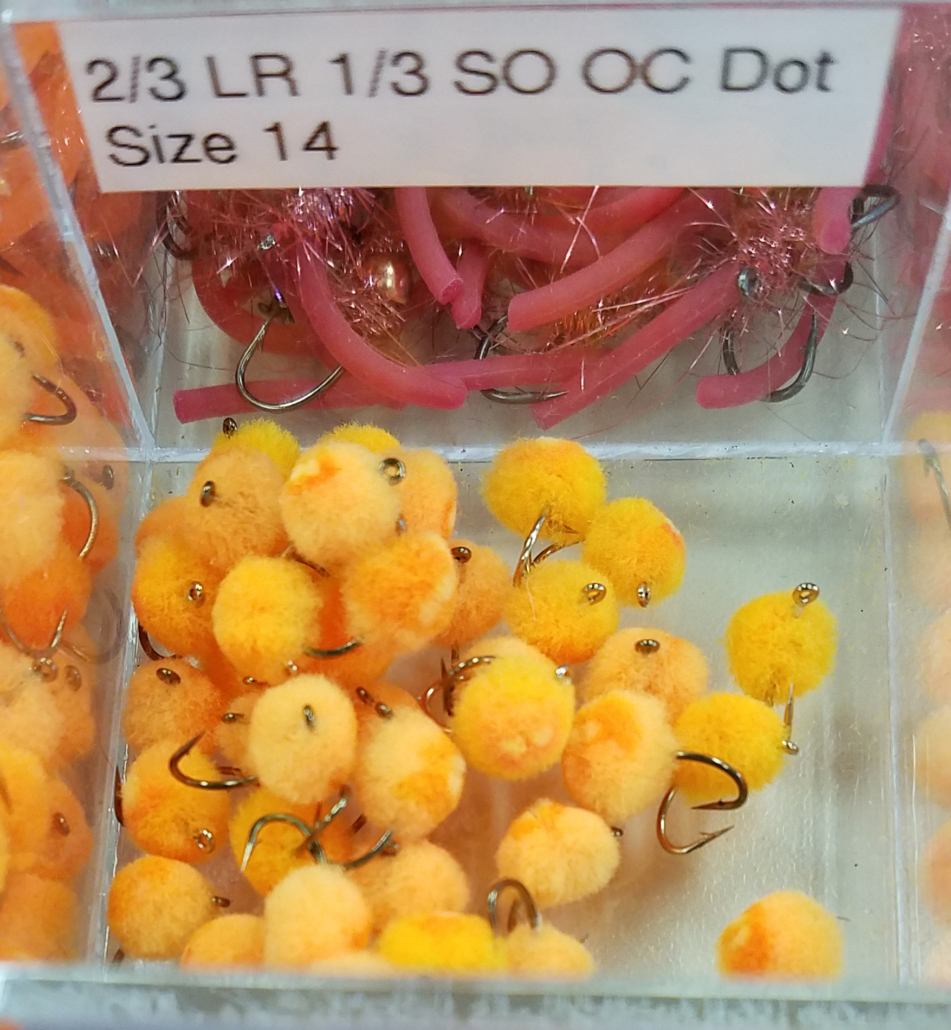 2/3 LR 1/3 SO OC Dot
Size 14